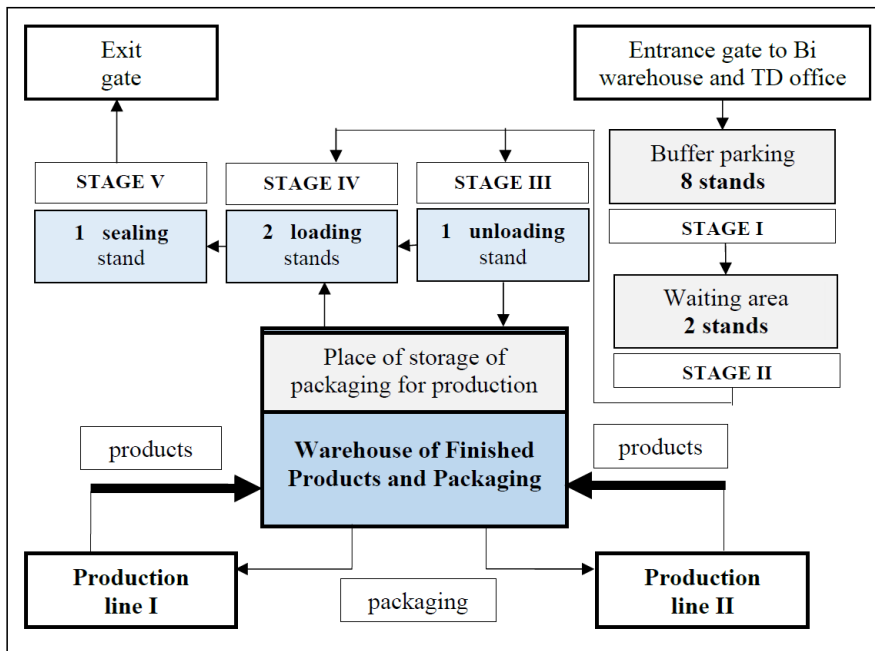 Exit
gate
Entrance gate to Bi
warehouse and TD office
Buffer parking
8 stands
STAGE I
STAGE V
STAGE IV
STAGE III
1 sealing
stand
2 loading
stands
1 unloading
stand
Waiting area
2 stands
STAGE II
Place of storage of
packaging for production
Warehouse of Finished
Products and Packaging
products
products
Production
line I
packaging
Production
line II